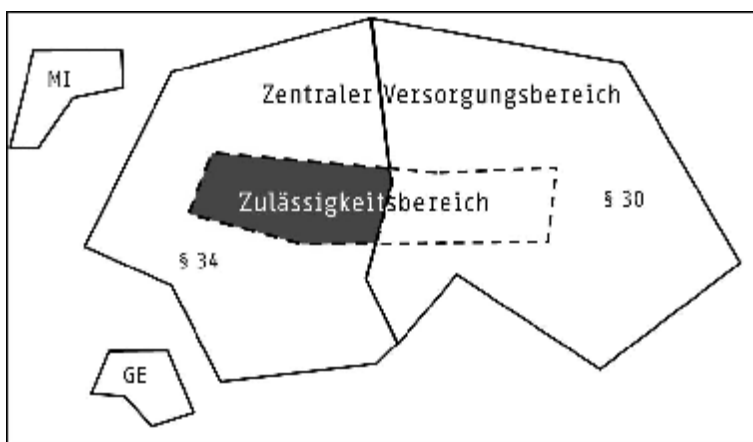 MI
Zentraler Versorgungsbereich
Zulässigkeitsbereich
§ 30
§ 34
GE